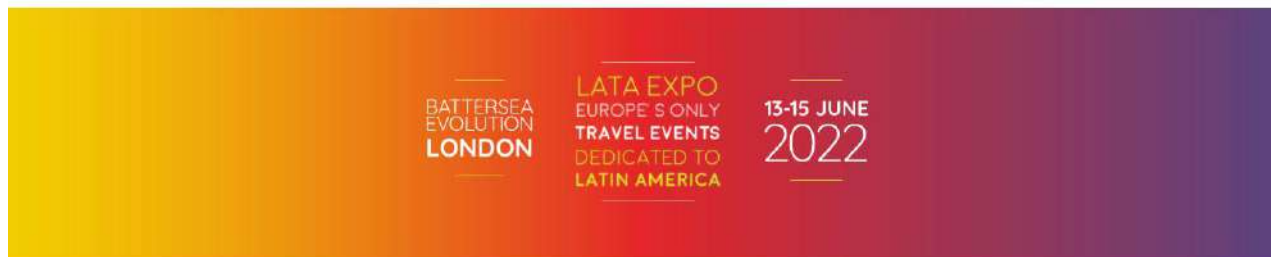 BATTERSEA
EVOLUTION
LONDON
LATA EXPO
EUROPE'S ONLY
TRAVEL EVENTS
DEDICATED TO
LATIN AMERICA
13-15 JUNE
2022